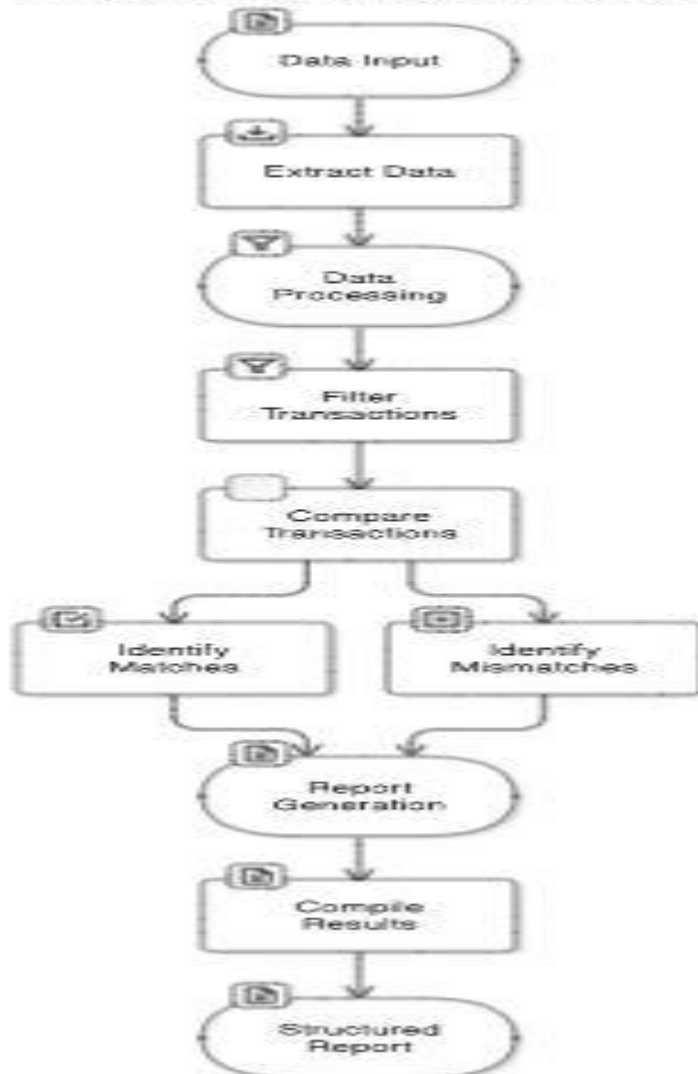 Data Input
Extract Data
Data
Processing
Filter
Transactions
Compare
Transactions
Identify
Matches
Identify
Mismatches
Report
Generation
Compile
Results
Structured
Report